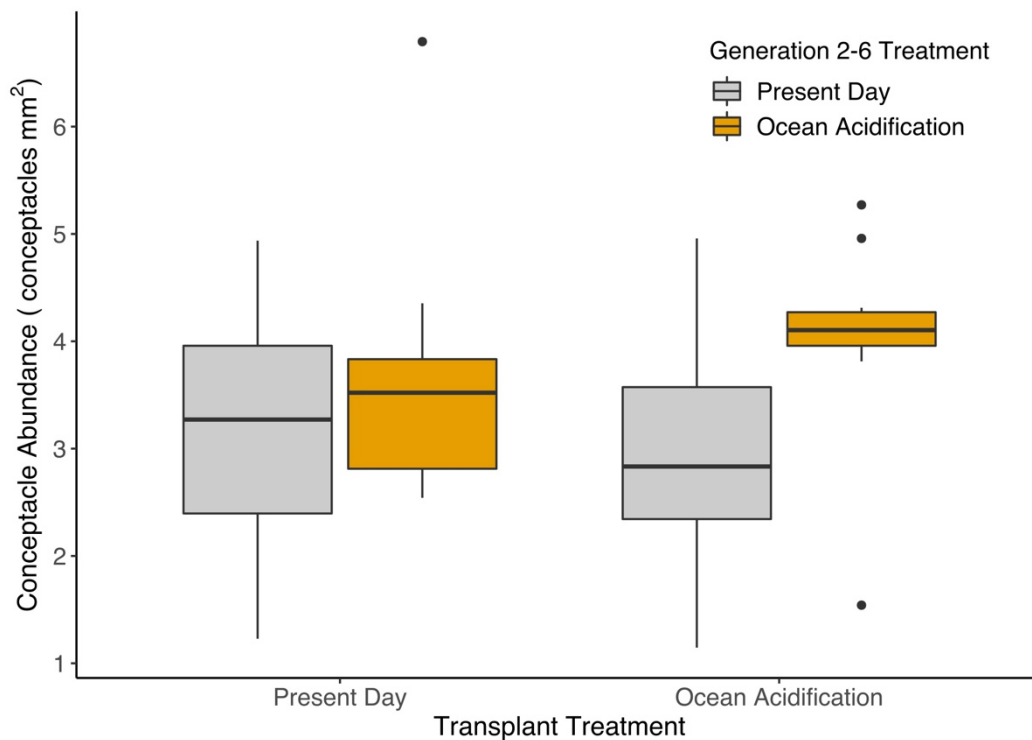 Generation 2-6 Treatment
Present Day
Ocean Acidification
Conceptacle Abundance ( conceptacles mm²)
6
5
4
3
2
1
Present Day
Ocean Acidification
Transplant Treatment